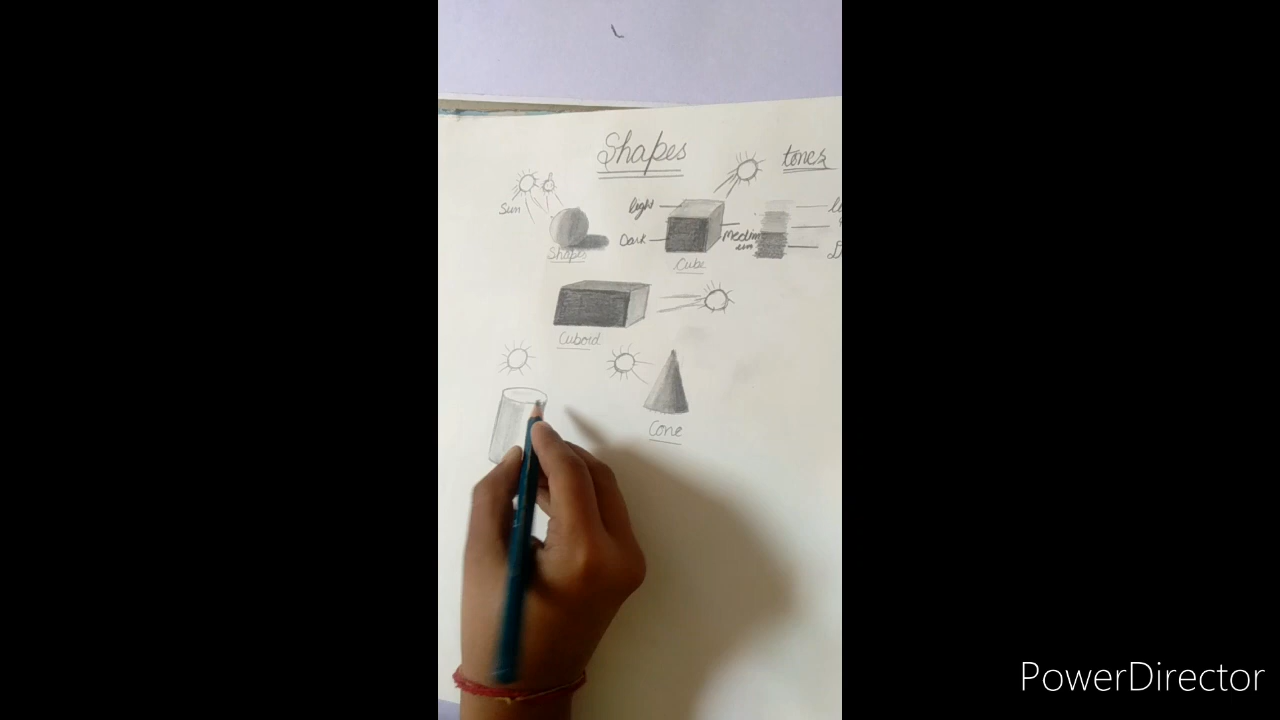 Shapes
tones
Sun
light
Dark
Medium
Shapes
Cube
Cuboid
Cone
PowerDirector